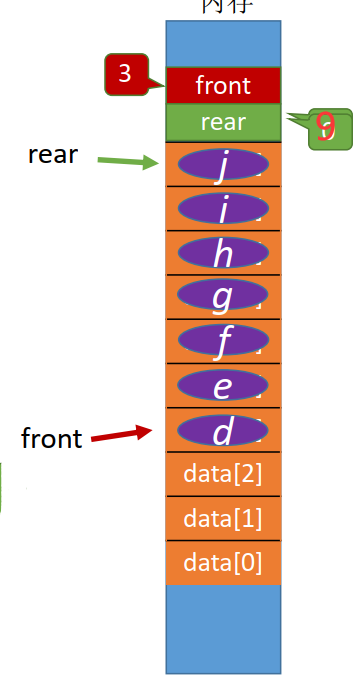 内存
3
front
rear
9
rear
j
i
h
g
f
e
front
d
data[2]
data[1]
data[0]